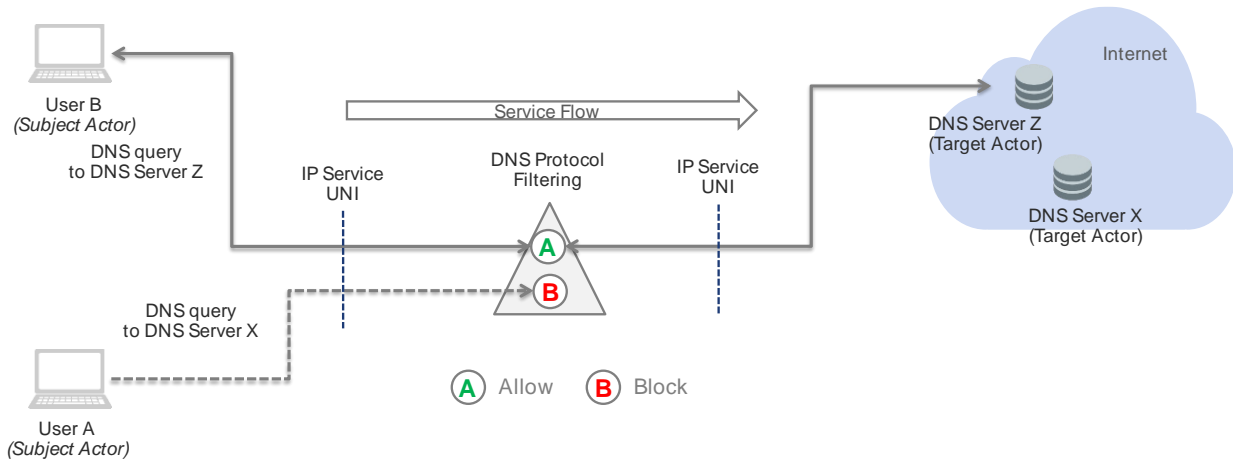 Internet
User B
(Subject Actor)
Service Flow
DNS Server Z
(Target Actor)
DNS query
to DNS Server Z
IP Service
UNI
DNS Protocol
Filtering
IP Service
UNI
DNS Server X
(Target Actor)
A
B
DNS query
to DNS Server X
A Allow
B Block
User A
(Subject Actor)